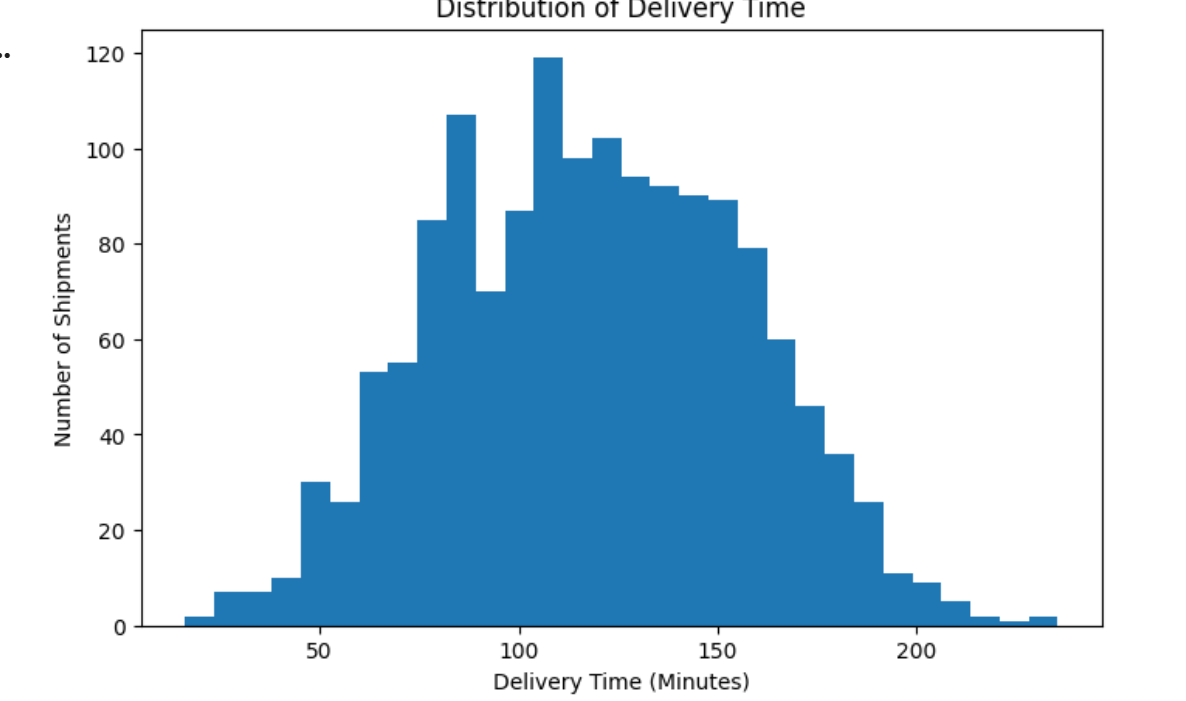 Distribution of Delivery Time
..
120
100
80
60
40
20
0
Number of Shipments
50 100 150 200
Delivery Time (Minutes)